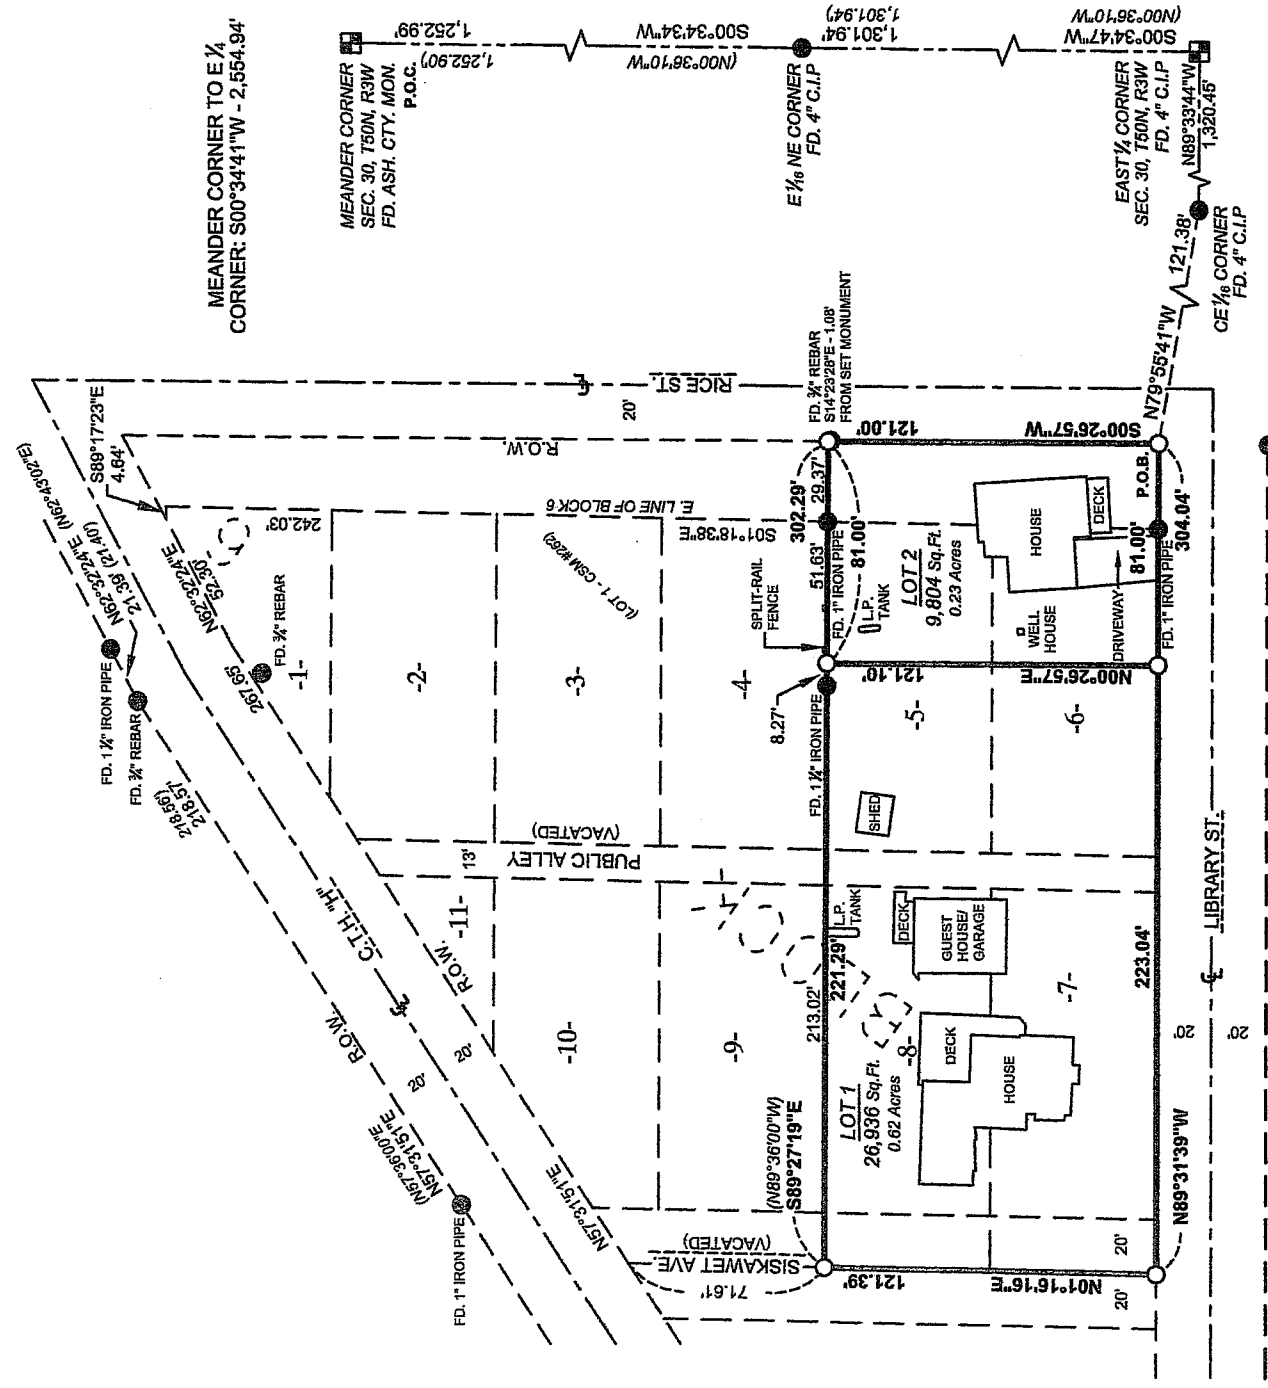 MEANDER CORNER TO E ¼
CORNER: S00°34'41"W - 2,554.94'
MEANDER CORNER
SEC. 30, T50N, R3W
FD. ASH. CTY. MON.
P.O.C.
1,252.99'
(1,252.90')
S00°34'34"W
(N00°36'10"W)
E 1/16 NE CORNER
FD. 4" C.I.P
1,301.94'
(1,301.94')
S00°34'47"W
(N00°36'10"W)
EAST ¼ CORNER
SEC. 30, T50N, R3W
FD. 4" C.I.P
N89°33'44"W
1,320.45'
CE 1/16 CORNER
FD. 4" C.I.P
N79°55'41"W 121.38'
RICE ST.
20'
R.O.W.
S89°17'23"E
4.64'
(N62°43'02"E)
N62°32'24"E
21.39' (21.40')
N62°32'24"E
52.30'
FD. 1 ¼" IRON PIPE
FD. ¾" REBAR
218.57'
(218.56')
267.65'
FD. ¾" REBAR
242.03'
E. LINE OF BLOCK 6
S01°18'38"E
(LOT 1 - CSM #262)
-1-
-2-
-3-
-4-
-5-
-6-
-7-
-8-
-9-
-10-
-11-
PUBLIC ALLEY
(VACATED)
13'
C.T.H. "H"
R.O.W.
R.O.W.
20'
20'
(N57°36'00"E)
N57°31'51"E
FD. 1" IRON PIPE
N57°31'51"E
SISKAWET AVE.
(VACATED)
71.61'
FD. ¾" REBAR
S14°23'28"E - 1.08'
FROM SET MONUMENT
121.00'
S00°26'57"W
302.29'
29.37'
51.63'
81.00'
FD. 1" IRON PIPE
SPLIT-RAIL
FENCE
L.P.
TANK
LOT 2
9,804 Sq.Ft.
0.23 Acres
HOUSE
DECK
WELL
HOUSE
DRIVEWAY
P.O.B.
81.00'
304.04'
FD. 1" IRON PIPE
121.10'
N00°26'57"E
8.27'
FD. 1 ¼" IRON PIPE
SHED
L.P.
TANK
221.29'
213.02'
DECK
GUEST
HOUSE/
GARAGE
DECK
HOUSE
LOT 1
26,936 Sq.Ft.
0.62 Acres
(N89°36'00"W)
S89°27'19"E
121.39'
N01°16'16"E
20'
20'
223.04'
N89°31'39"W
LIBRARY ST.
20'
20'